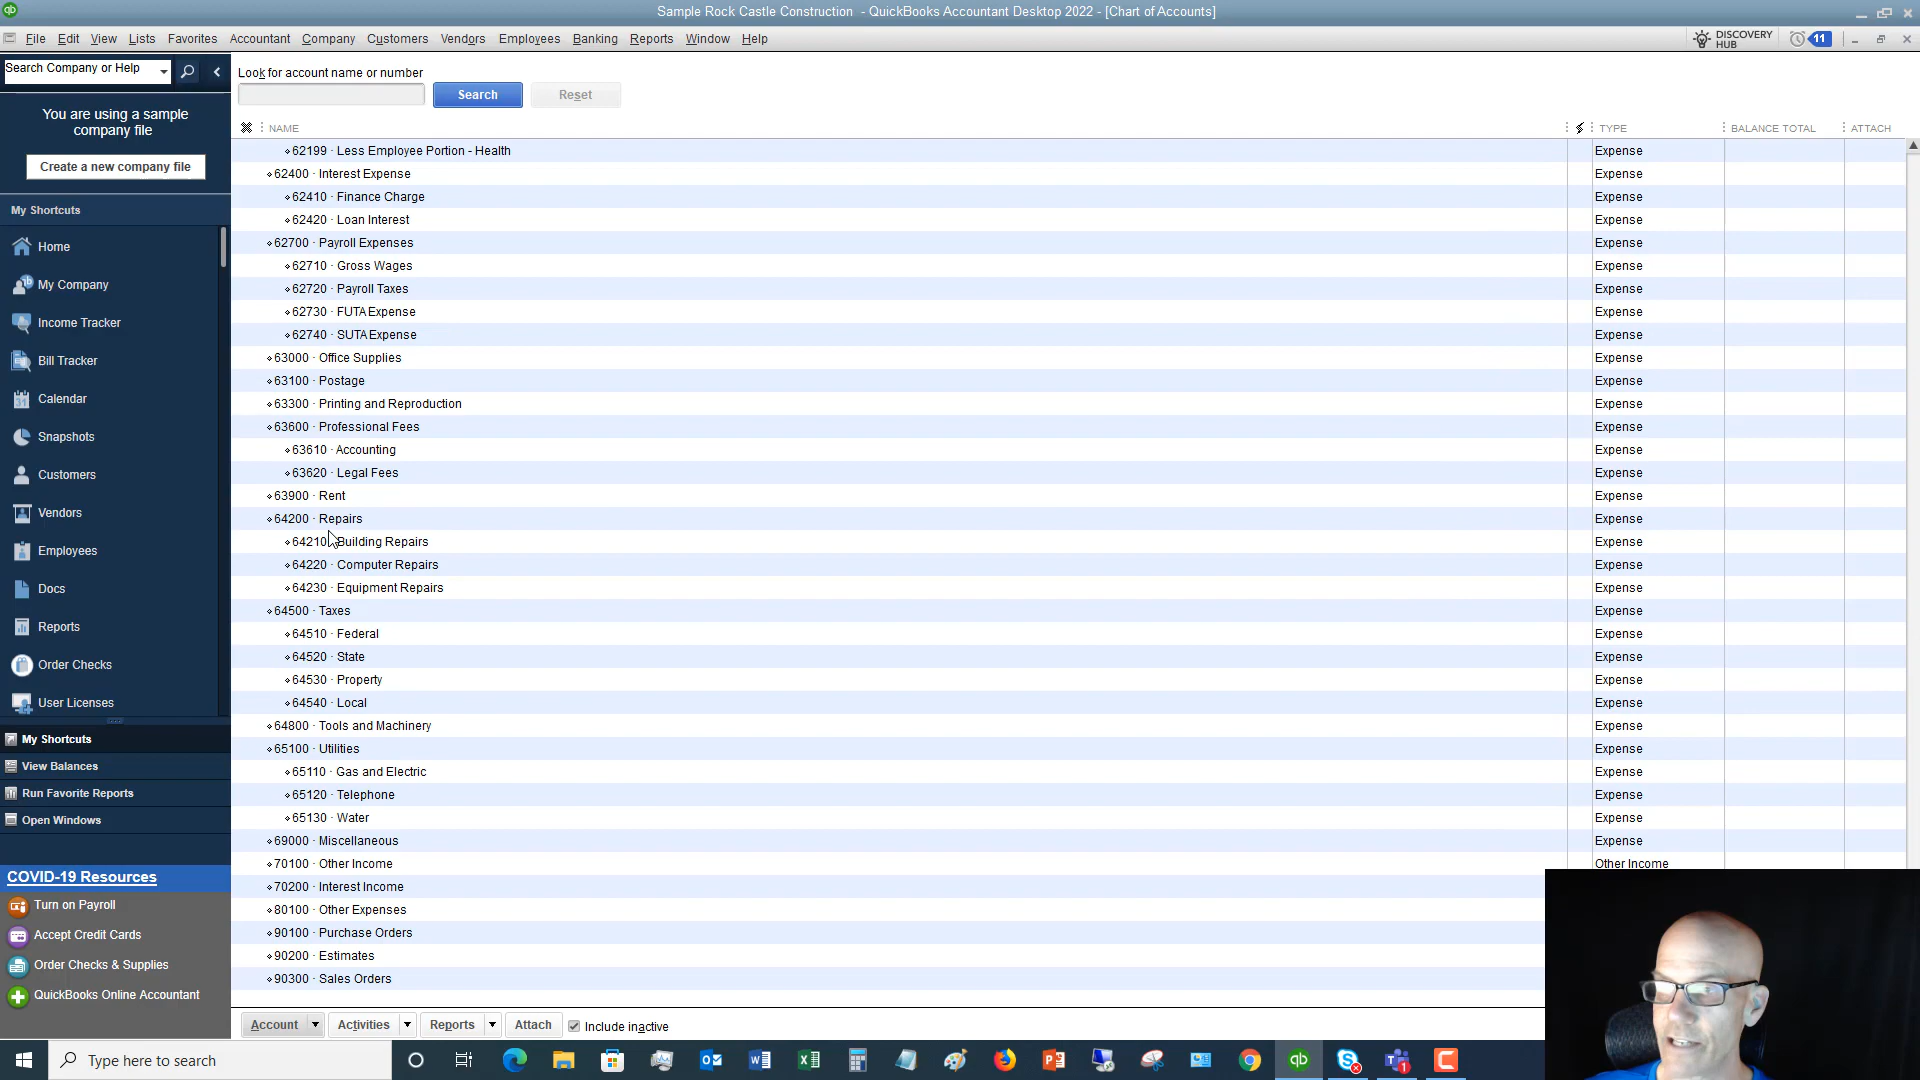 Sample Rock Castle Construction - QuickBooks Accountant Desktop 2022 - [Chart of Accounts]
File Edit View Lists Favorites Accountant Company Customers Vendors Employees Banking Reports Window Help
DISCOVERY HUB
11
Search Company or Help
You are using a sample
company file
Create a new company file
My Shortcuts
Home
My Company
Income Tracker
Bill Tracker
Calendar
Snapshots
Customers
Vendors
Employees
Docs
Reports
Order Checks
User Licenses
My Shortcuts
View Balances
Run Favorite Reports
Open Windows
COVID-19 Resources
Turn on Payroll
Accept Credit Cards
Order Checks & Supplies
QuickBooks Online Accountant
Look for account name or number
Search Reset
NAME TYPE BALANCE TOTAL ATTACH
62199 · Less Employee Portion - Health Expense
62400 · Interest Expense Expense
62410 · Finance Charge Expense
62420 · Loan Interest Expense
62700 · Payroll Expenses Expense
62710 · Gross Wages Expense
62720 · Payroll Taxes Expense
62730 · FUTA Expense Expense
62740 · SUTA Expense Expense
63000 · Office Supplies Expense
63100 · Postage Expense
63300 · Printing and Reproduction Expense
63600 · Professional Fees Expense
63610 · Accounting Expense
63620 · Legal Fees Expense
63900 · Rent Expense
64200 · Repairs Expense
64210 · Building Repairs Expense
64220 · Computer Repairs Expense
64230 · Equipment Repairs Expense
64500 · Taxes Expense
64510 · Federal Expense
64520 · State Expense
64530 · Property Expense
64540 · Local Expense
64800 · Tools and Machinery Expense
65100 · Utilities Expense
65110 · Gas and Electric Expense
65120 · Telephone Expense
65130 · Water Expense
69000 · Miscellaneous Expense
70100 · Other Income Other Income
70200 · Interest Income
80100 · Other Expenses
90100 · Purchase Orders
90200 · Estimates
90300 · Sales Orders
Account Activities Reports Attach Include inactive
Type here to search